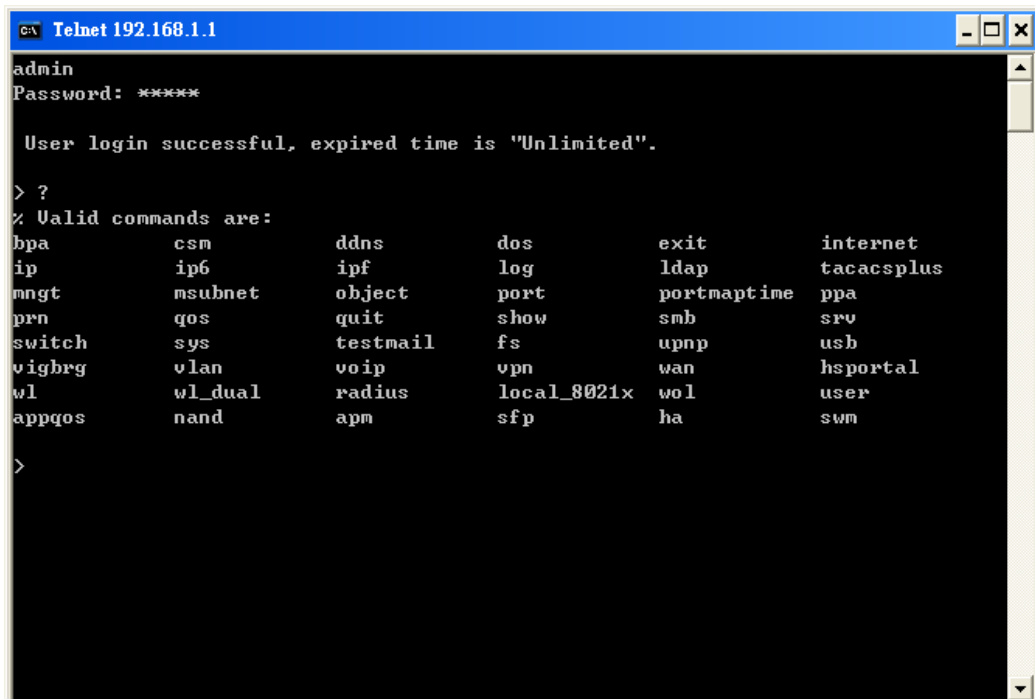 Telnet 192.168.1.1
admin
Password: *****
User login successful, expired time is "Unlimited".
> ?
% Valid commands are:
bpa csm ddns dos exit internet
ip ip6 ipf log ldap tacacsplus
mngt msubnet object port portmaptime ppa
prn qos quit show smb srv
switch sys testmail fs upnp usb
vigbrg vlan voip vpn wan hsportal
wl wl_dual radius local_8021x wol user
appqos nand apm sfp ha swm
>